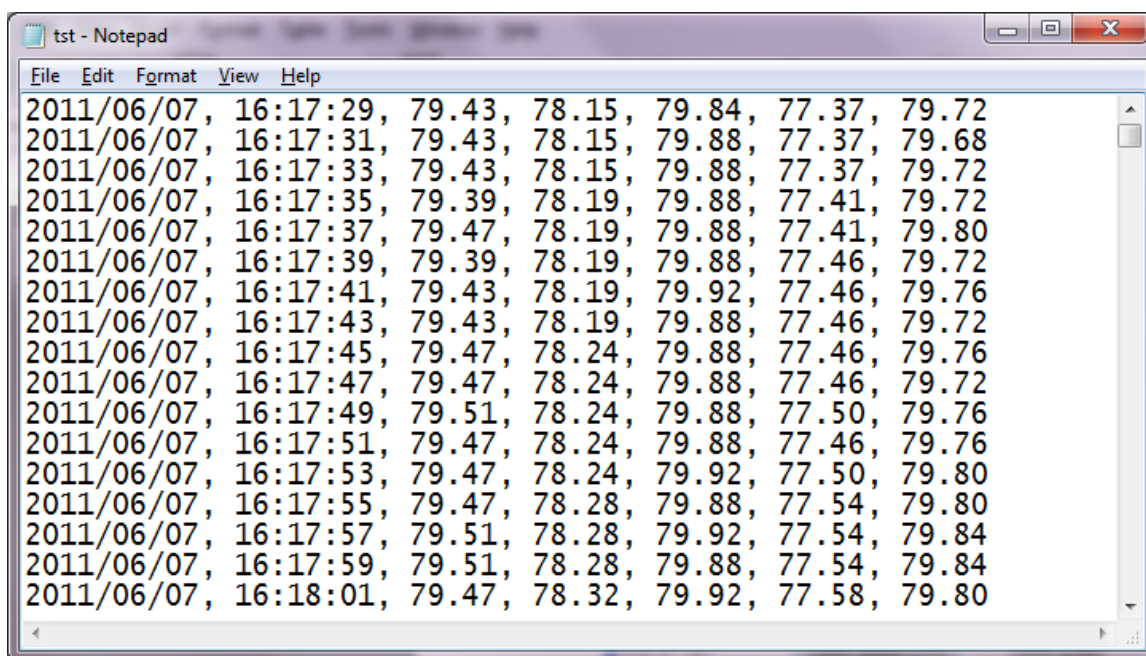 tst - Notepad
File Edit Format View Help
2011/06/07, 16:17:29, 79.43, 78.15, 79.84, 77.37, 79.72
2011/06/07, 16:17:31, 79.43, 78.15, 79.88, 77.37, 79.68
2011/06/07, 16:17:33, 79.43, 78.15, 79.88, 77.37, 79.72
2011/06/07, 16:17:35, 79.39, 78.19, 79.88, 77.41, 79.72
2011/06/07, 16:17:37, 79.47, 78.19, 79.88, 77.41, 79.80
2011/06/07, 16:17:39, 79.39, 78.19, 79.88, 77.46, 79.72
2011/06/07, 16:17:41, 79.43, 78.19, 79.92, 77.46, 79.76
2011/06/07, 16:17:43, 79.43, 78.19, 79.88, 77.46, 79.72
2011/06/07, 16:17:45, 79.47, 78.24, 79.88, 77.46, 79.76
2011/06/07, 16:17:47, 79.47, 78.24, 79.88, 77.46, 79.72
2011/06/07, 16:17:49, 79.51, 78.24, 79.88, 77.50, 79.76
2011/06/07, 16:17:51, 79.47, 78.24, 79.88, 77.46, 79.76
2011/06/07, 16:17:53, 79.47, 78.24, 79.92, 77.50, 79.80
2011/06/07, 16:17:55, 79.47, 78.28, 79.88, 77.54, 79.80
2011/06/07, 16:17:57, 79.51, 78.28, 79.92, 77.54, 79.84
2011/06/07, 16:17:59, 79.51, 78.28, 79.88, 77.54, 79.84
2011/06/07, 16:18:01, 79.47, 78.32, 79.92, 77.58, 79.80